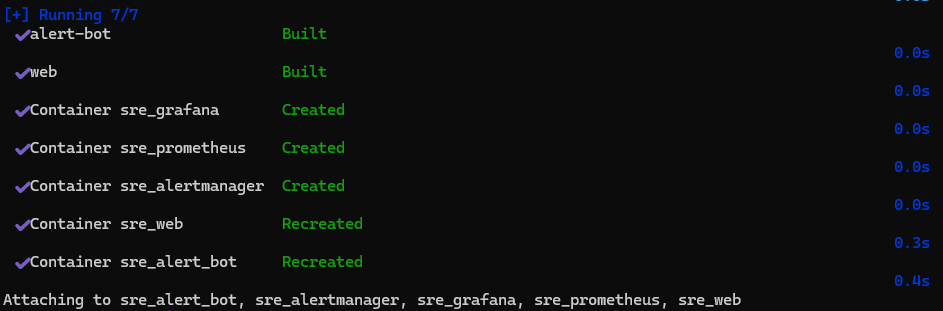 [+] Running 7/7
✔alert-bot Built 0.0s
✔web Built 0.0s
✔Container sre_grafana Created 0.0s
✔Container sre_prometheus Created 0.0s
✔Container sre_alertmanager Created 0.0s
✔Container sre_web Recreated 0.3s
✔Container sre_alert_bot Recreated 0.4s
Attaching to sre_alert_bot, sre_alertmanager, sre_grafana, sre_prometheus, sre_web